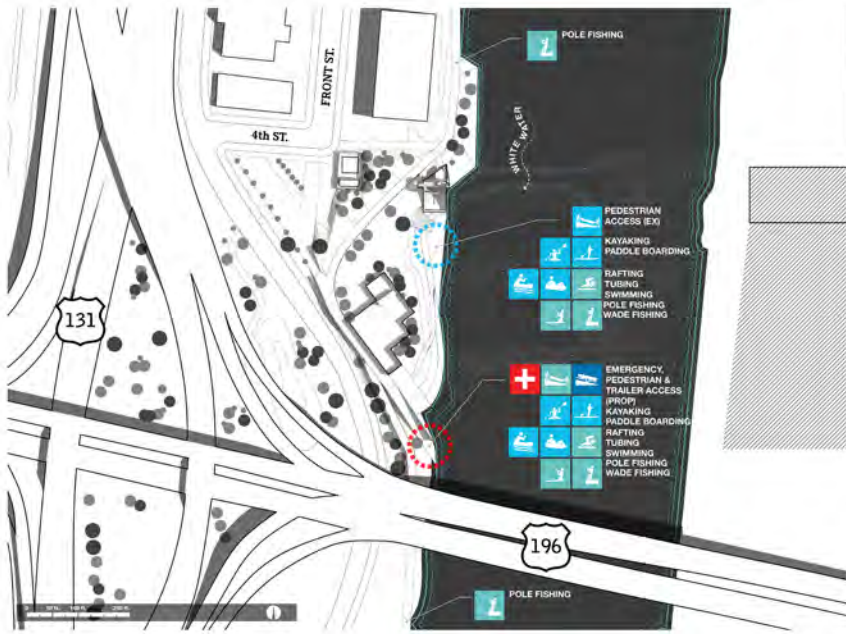 POLE FISHING
FRONT ST.
4th ST.
WHITE WATER
PEDESTRIAN
ACCESS (EX)
KAYAKING
PADDLE BOARDING
RAFTING
TUBING
SWIMMING
POLE FISHING
WADE FISHING
131
EMERGENCY,
PEDESTRIAN &
TRAILER ACCESS
(PROP)
KAYAKING
PADDLE BOARDING
RAFTING
TUBING
SWIMMING
POLE FISHING
WADE FISHING
196
POLE FISHING